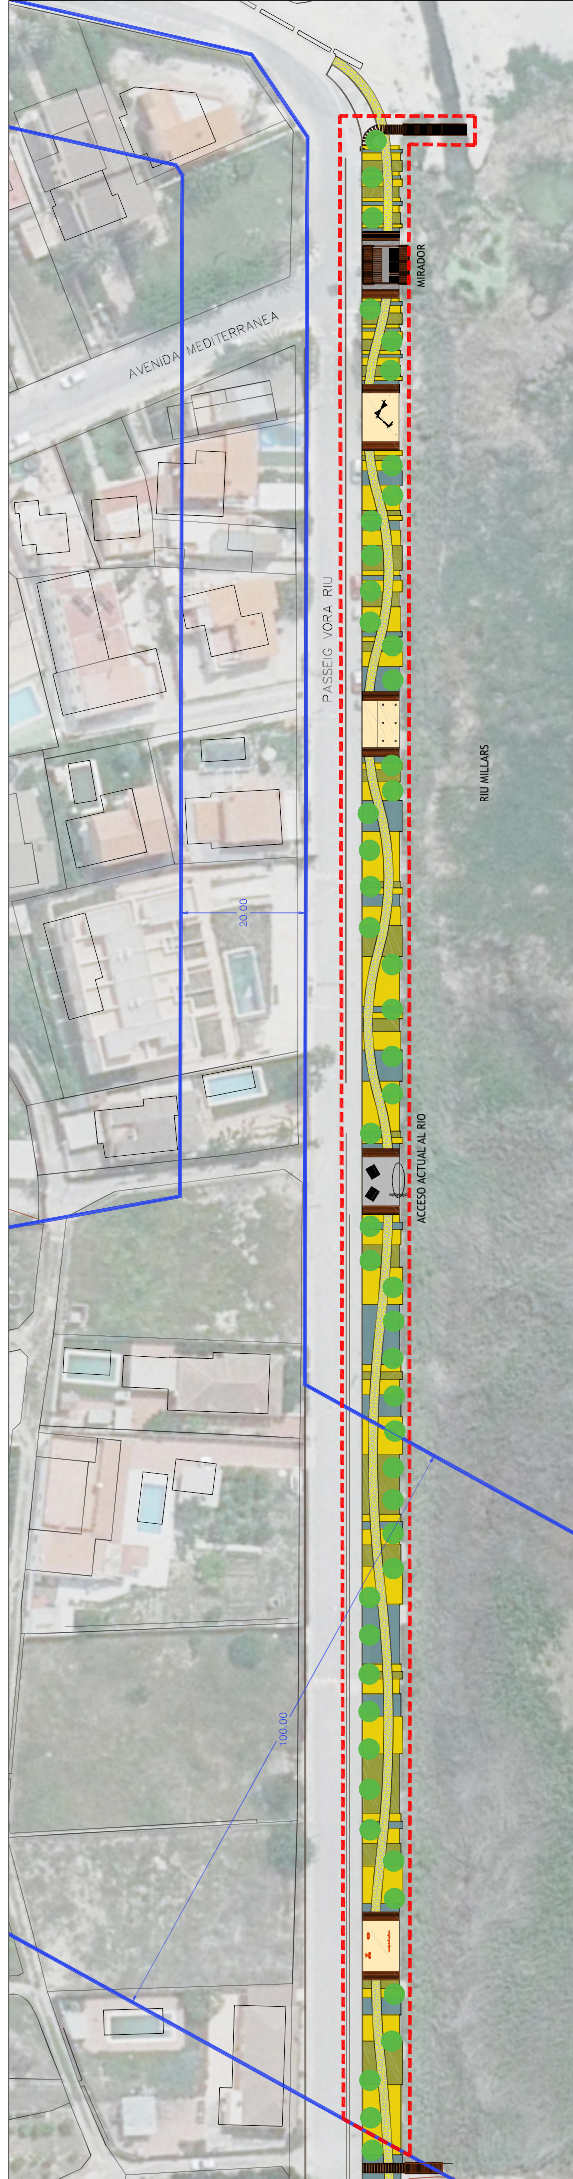 MIRADOR
AVENIDA MEDITERRANEA
PASSEIG VORA RIU
RIU MILLARS
20.00
ACCESO ACTUAL AL RIO
100.00